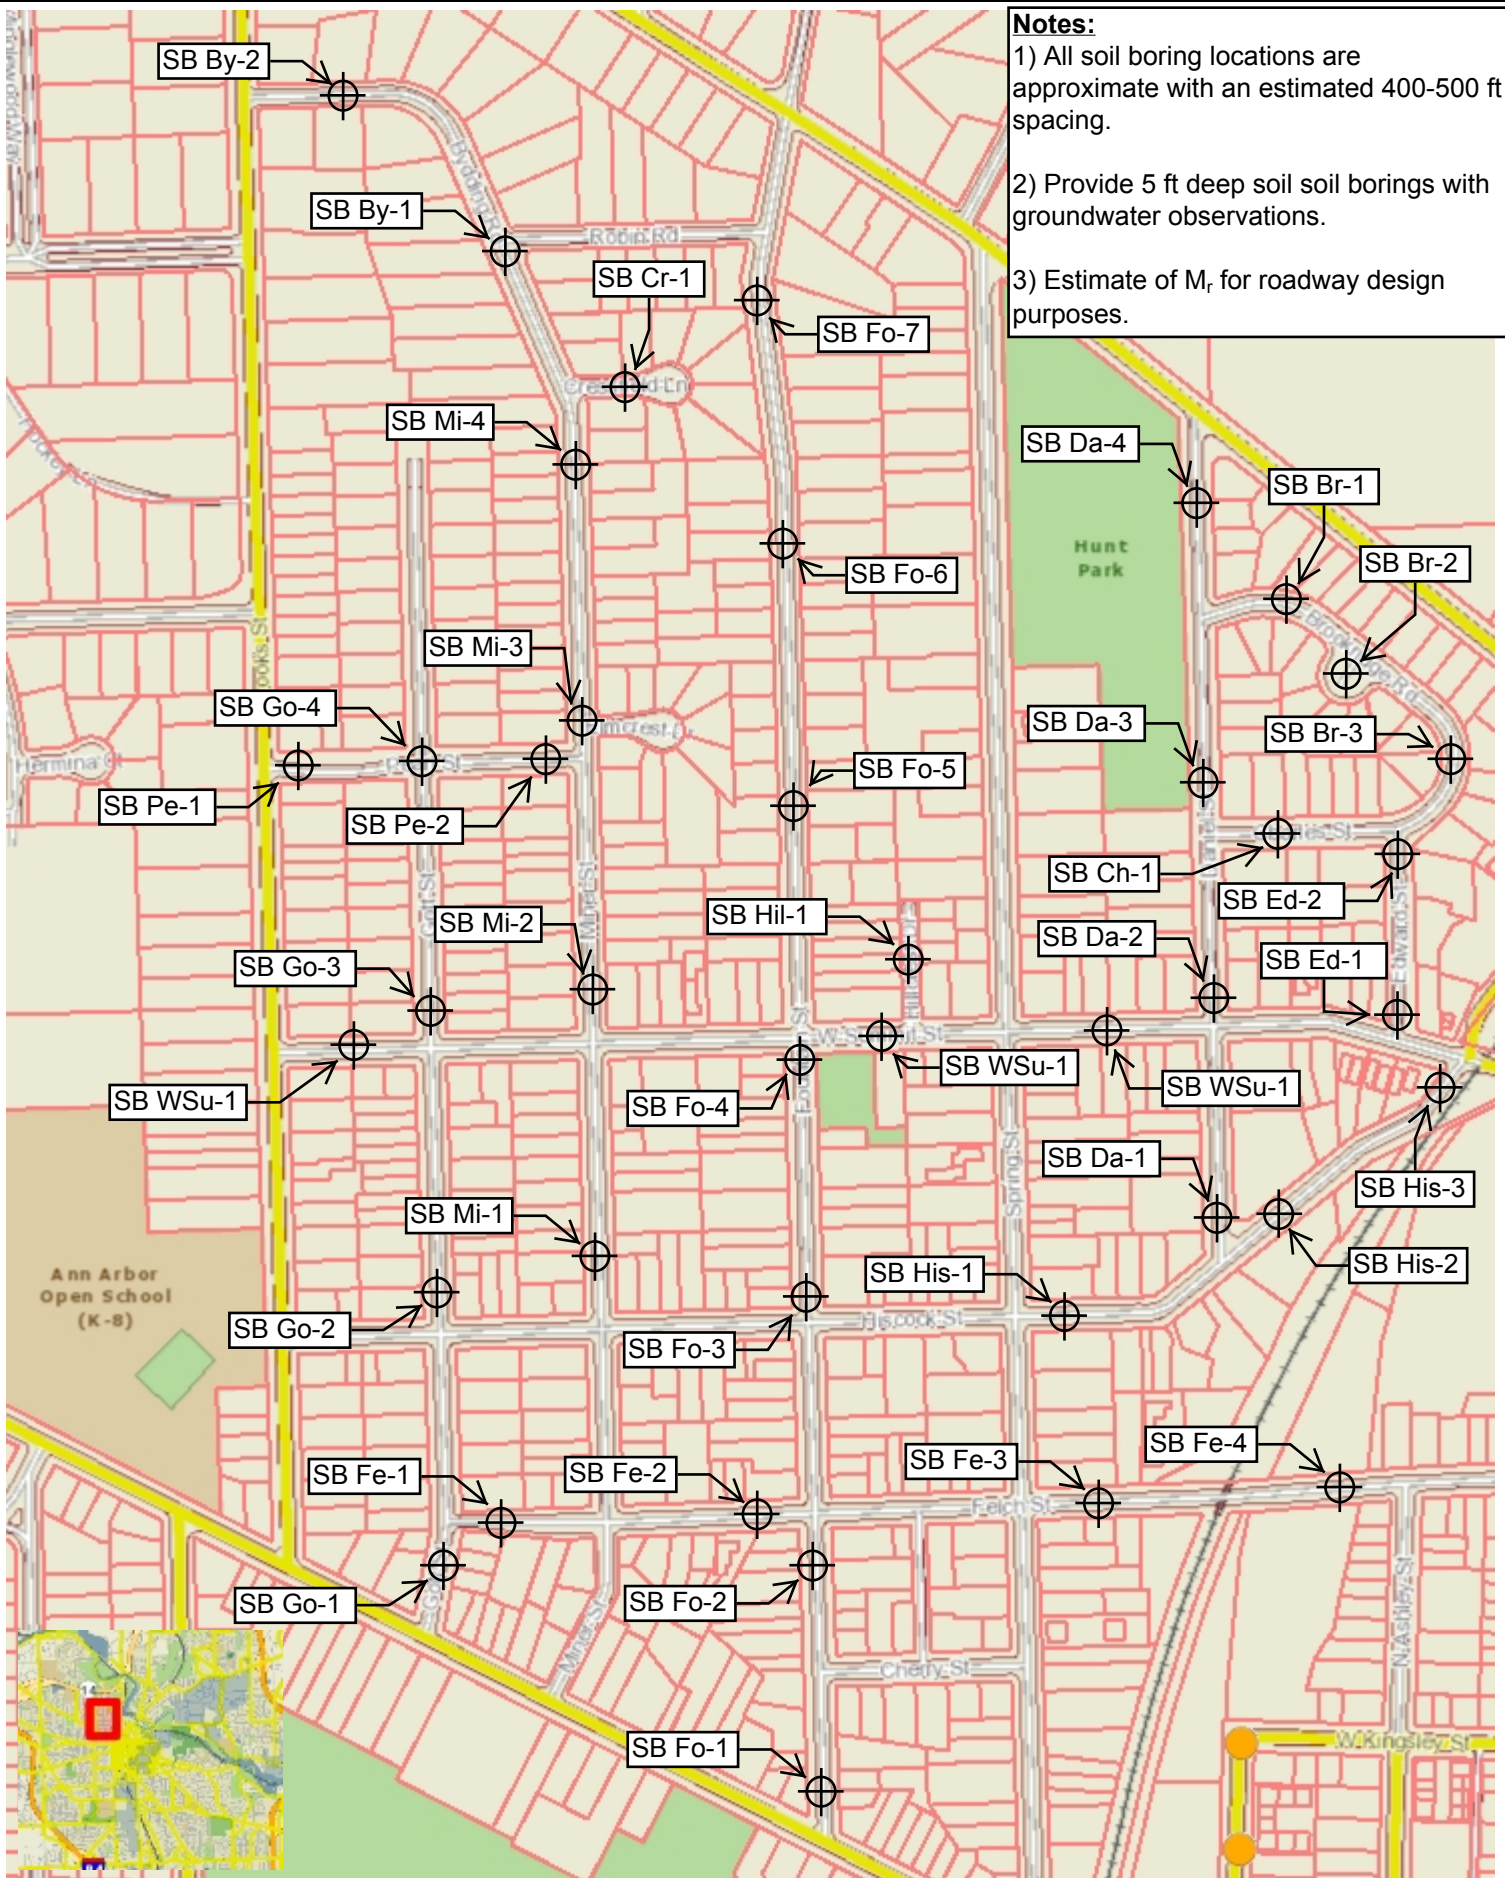 Notes:
1) All soil boring locations are
approximate with an estimated 400-500 ft
spacing.
2) Provide 5 ft deep soil soil borings with
groundwater observations.
3) Estimate of Mr for roadway design
purposes.
SB By-2
SB By-1
Robin Rd
SB Cr-1
SB Fo-7
SB Mi-4
SB Da-4
SB Br-1
Hunt
Park
SB Br-2
SB Fo-6
SB Mi-3
SB Go-4
SB Da-3
SB Br-3
Hermina Ct
SB Fo-5
SB Pe-1
SB Pe-2
SB Ch-1
SB Ed-2
Gott St
Miner St
SB Hil-1
SB Mi-2
SB Da-2
SB Ed-1
Edward St
SB Go-3
SB WSu-1
SB WSu-1
SB WSu-1
SB Fo-4
SB Da-1
Spring St
SB His-3
SB Mi-1
SB His-1
SB His-2
Ann Arbor
Open School
(K-8)
SB Go-2
Hiscock St
SB Fo-3
SB Fe-4
SB Fe-3
SB Fe-2
SB Fe-1
Felch St
SB Go-1
SB Fo-2
Miner St
N Ashley St
Cherry St
SB Fo-1
W Kingsley St
14